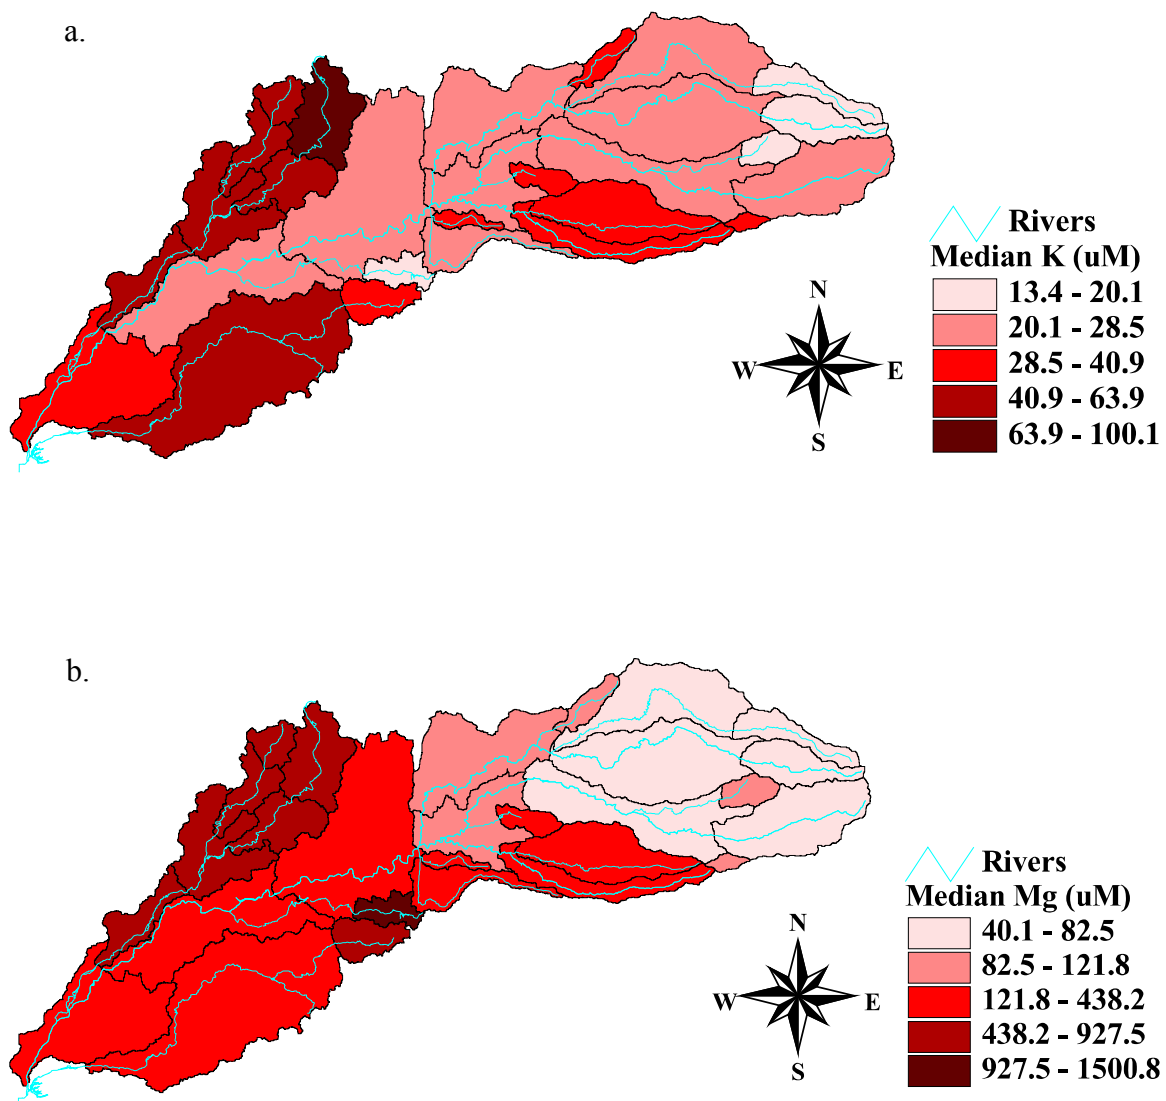 a.
Rivers
Median K (uM)
13.4 - 20.1
20.1 - 28.5
28.5 - 40.9
40.9 - 63.9
63.9 - 100.1
N
W E
S
b.
Rivers
Median Mg (uM)
40.1 - 82.5
82.5 - 121.8
121.8 - 438.2
438.2 - 927.5
927.5 - 1500.8
N
W E
S